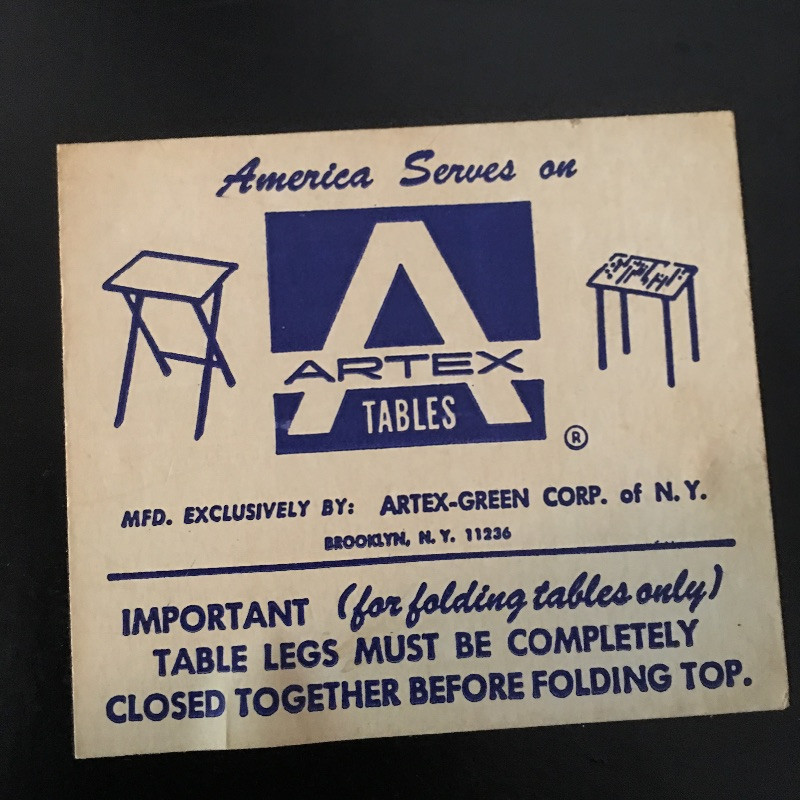 America Serves on
A
ARTEX
TABLES
®
MFD. EXCLUSIVELY BY: ARTEX-GREEN CORP. of N.Y.
BROOKLYN, N.Y. 11236
IMPORTANT (for folding tables only)
TABLE LEGS MUST BE COMPLETELY
CLOSED TOGETHER BEFORE FOLDING TOP.